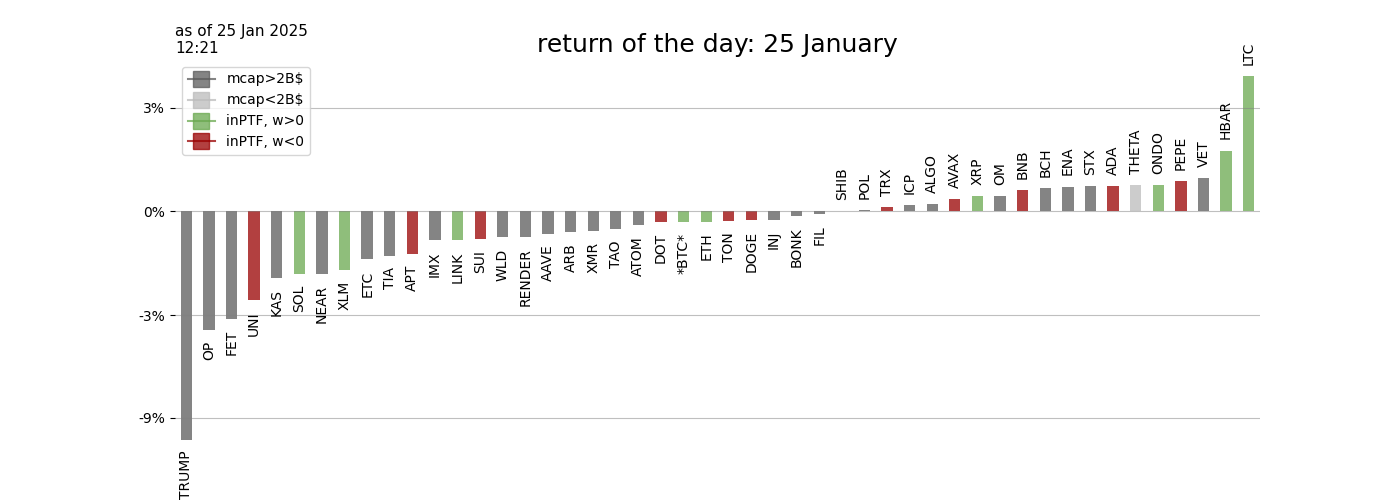 as of 25 Jan 2025
12:21
return of the day: 25 January
mcap>2B$
mcap<2B$
inPTF, w>0
inPTF, w<0
3%
0%
-3%
-9%
TRUMP
OP
FET
UNI
KAS
SOL
NEAR
XLM
ETC
TIA
APT
IMX
LINK
SUI
WLD
RENDER
AAVE
ARB
XMR
TAO
ATOM
DOT
*BTC*
ETH
TON
DOGE
INJ
BONK
FIL
SHIB
POL
TRX
ICP
ALGO
AVAX
XRP
OM
BNB
BCH
ENA
STX
ADA
THETA
ONDO
PEPE
VET
HBAR
LTC